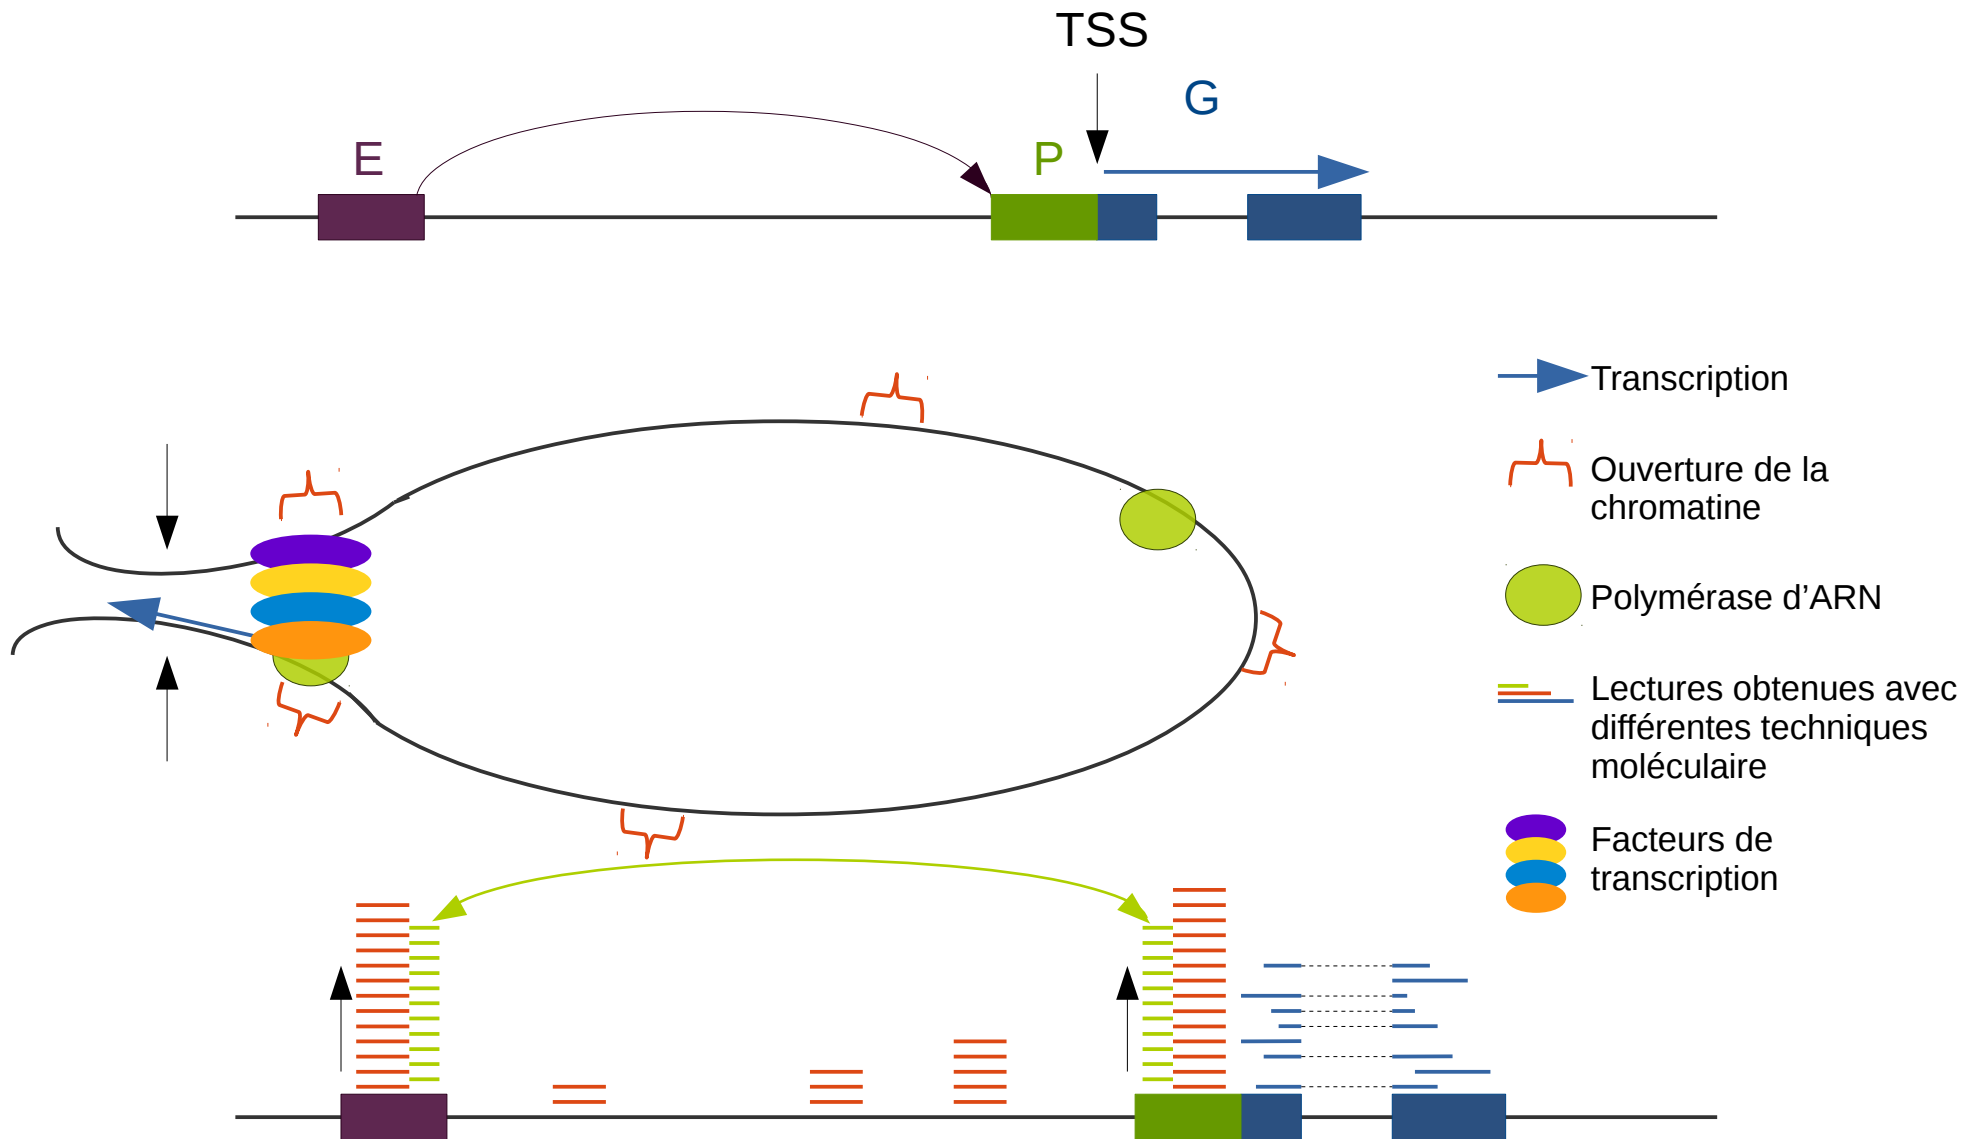 TSS
G
E
P
Transcription
Ouverture de la
chromatine
Polymérase d’ARN
Lectures obtenues avec
différentes techniques
moléculaire
Facteurs de
transcription